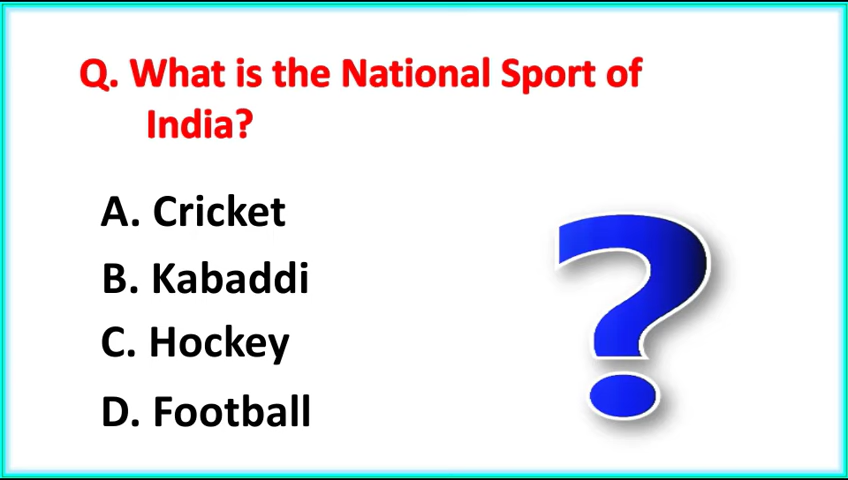 Q. What is the National Sport of
India?
A. Cricket
B. Kabaddi
C. Hockey
D. Football
?